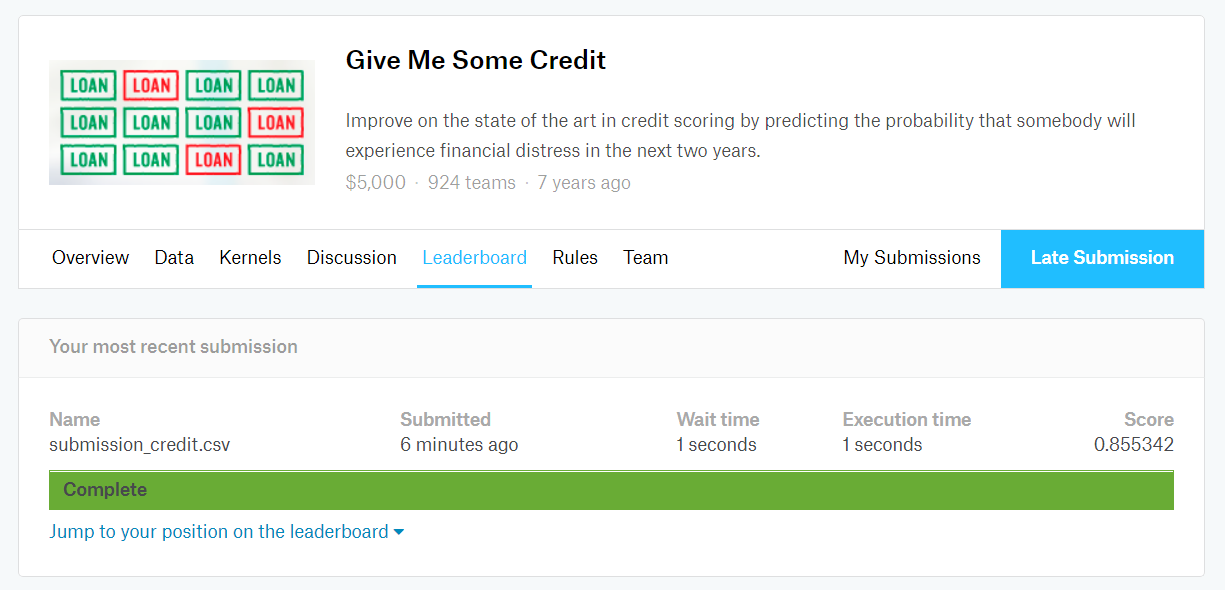 Give Me Some Credit
LOAN LOAN LOAN LOAN
LOAN LOAN LOAN LOAN
LOAN LOAN LOAN LOAN
Improve on the state of the art in credit scoring by predicting the probability that somebody will
experience financial distress in the next two years.
$5,000 · 924 teams · 7 years ago
Overview Data Kernels Discussion Leaderboard Rules Team My Submissions Late Submission
Your most recent submission
Name Submitted Wait time Execution time Score
submission_credit.csv 6 minutes ago 1 seconds 1 seconds 0.855342
Complete
Jump to your position on the leaderboard